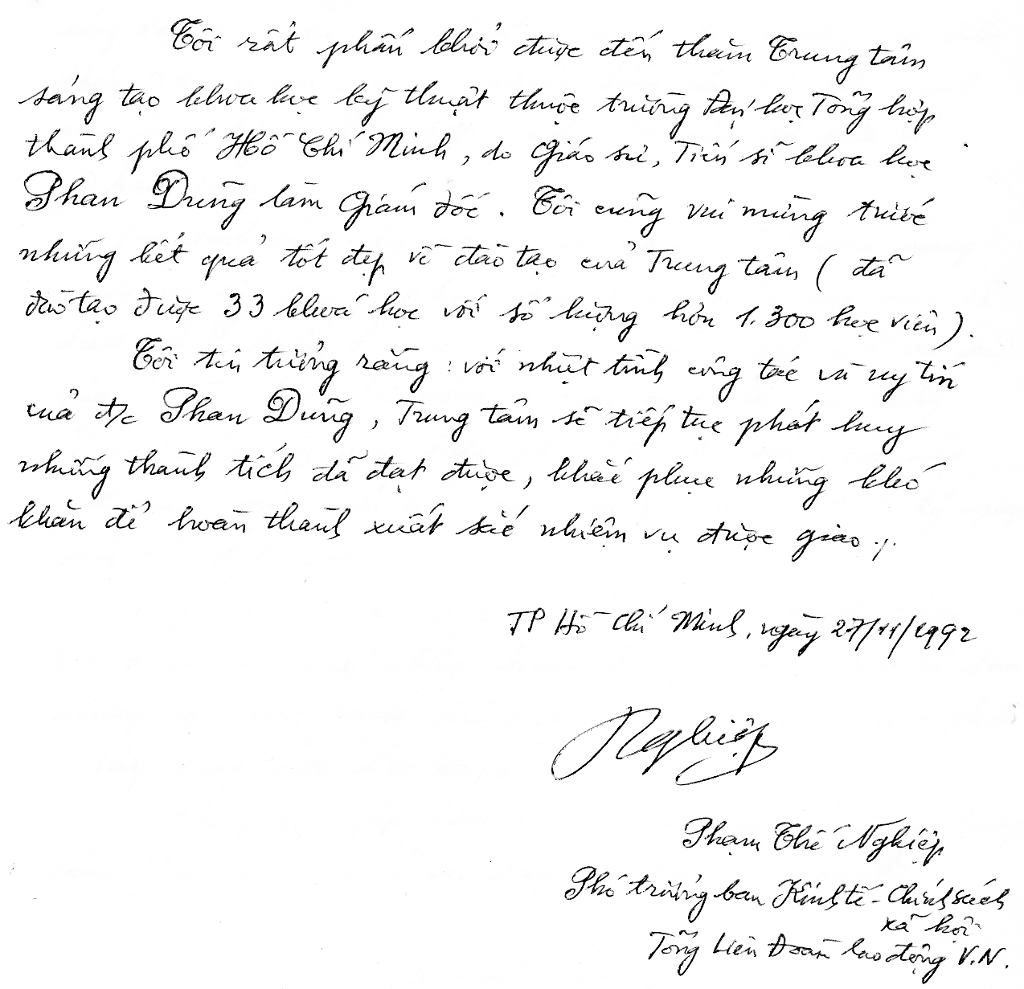 Tôi rất phấn khởi được đến thăm Trung tâm
sáng tạo khoa học kỹ thuật thuộc trường Đại học Tổng hợp
thành phố Hồ Chí Minh, do Giáo sư, Tiến sĩ khoa học
Phan Dũng làm Giám đốc. Tôi cũng vui mừng trước
những kết quả tốt đẹp về đào tạo của Trung tâm (đã
đào tạo được 33 khoá học với số lượng hơn 1.300 học viên).
Tôi tin tưởng rằng: với nhiệt tình công tác và uy tín
của đ/c Phan Dũng, Trung tâm sẽ tiếp tục phát huy
những thành tích đã đạt được, khắc phục những khó
khăn để hoàn thành xuất sắc nhiệm vụ được giao./.
TP Hồ Chí Minh, ngày 27/11/1992
Nghiệp
Phạm Thế Nghiệp
Phó trưởng ban Kinh tế - Chính sách
xã hội
Tổng Liên Đoàn lao động V.N.